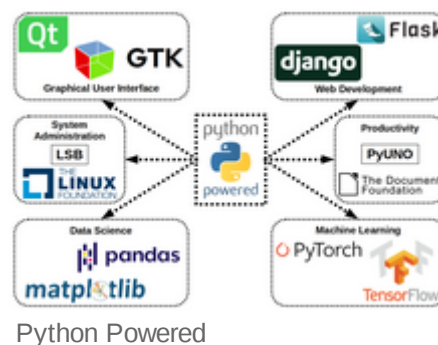 Qt
GTK
Graphical User Interface
Flask
django
Web Development
System
Administration
LSB
THE
LINUX
FOUNDATION
python
powered
Productivity
PyUNO
The Document
Foundation
Data Science
pandas
matplotlib
Machine Learning
PyTorch
TensorFlow
Python Powered